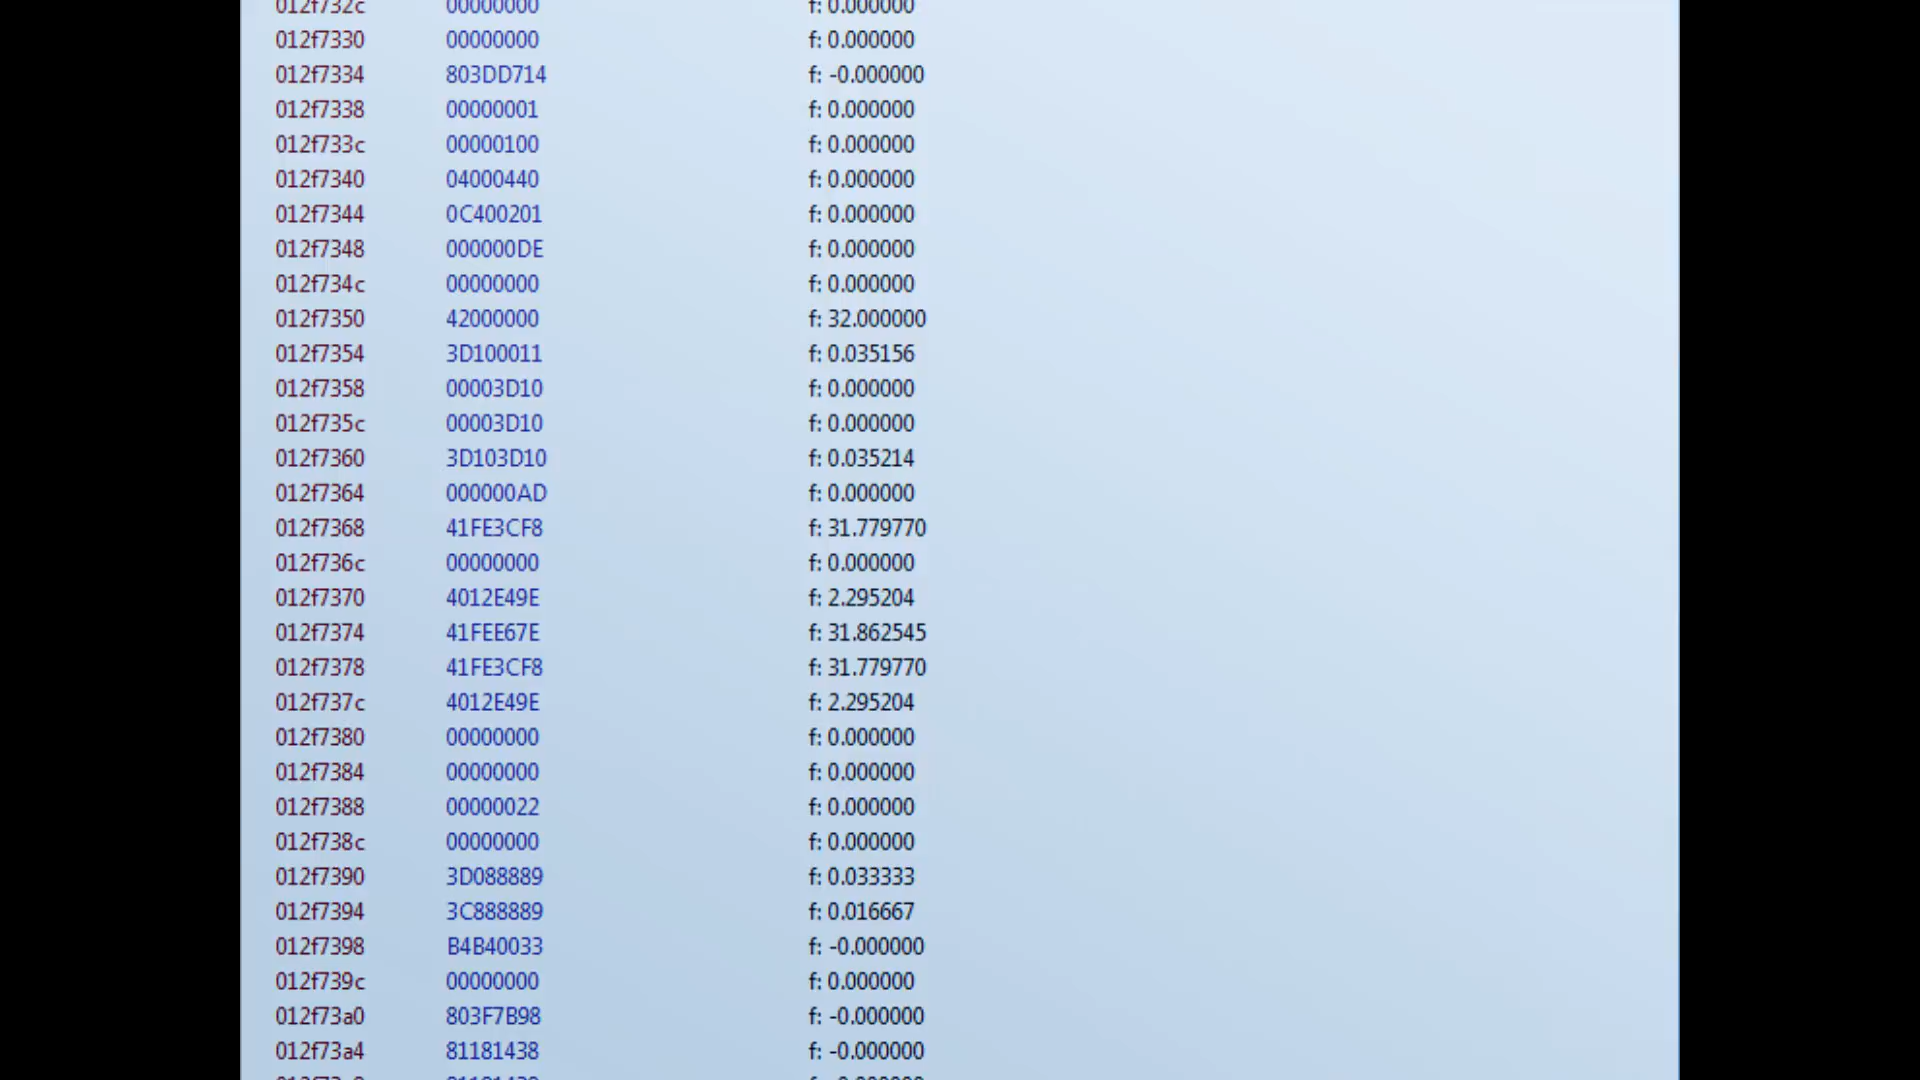 012f732c 00000000 f: 0.000000
012f7330 00000000 f: 0.000000
012f7334 803DD714 f: -0.000000
012f7338 00000001 f: 0.000000
012f733c 00000100 f: 0.000000
012f7340 04000440 f: 0.000000
012f7344 0C400201 f: 0.000000
012f7348 000000DE f: 0.000000
012f734c 00000000 f: 0.000000
012f7350 42000000 f: 32.000000
012f7354 3D100011 f: 0.035156
012f7358 00003D10 f: 0.000000
012f735c 00003D10 f: 0.000000
012f7360 3D103D10 f: 0.035214
012f7364 000000AD f: 0.000000
012f7368 41FE3CF8 f: 31.779770
012f736c 00000000 f: 0.000000
012f7370 4012E49E f: 2.295204
012f7374 41FEE67E f: 31.862545
012f7378 41FE3CF8 f: 31.779770
012f737c 4012E49E f: 2.295204
012f7380 00000000 f: 0.000000
012f7384 00000000 f: 0.000000
012f7388 00000022 f: 0.000000
012f738c 00000000 f: 0.000000
012f7390 3D088889 f: 0.033333
012f7394 3C888889 f: 0.016667
012f7398 B4B40033 f: -0.000000
012f739c 00000000 f: 0.000000
012f73a0 803F7B98 f: -0.000000
012f73a4 81181438 f: -0.000000